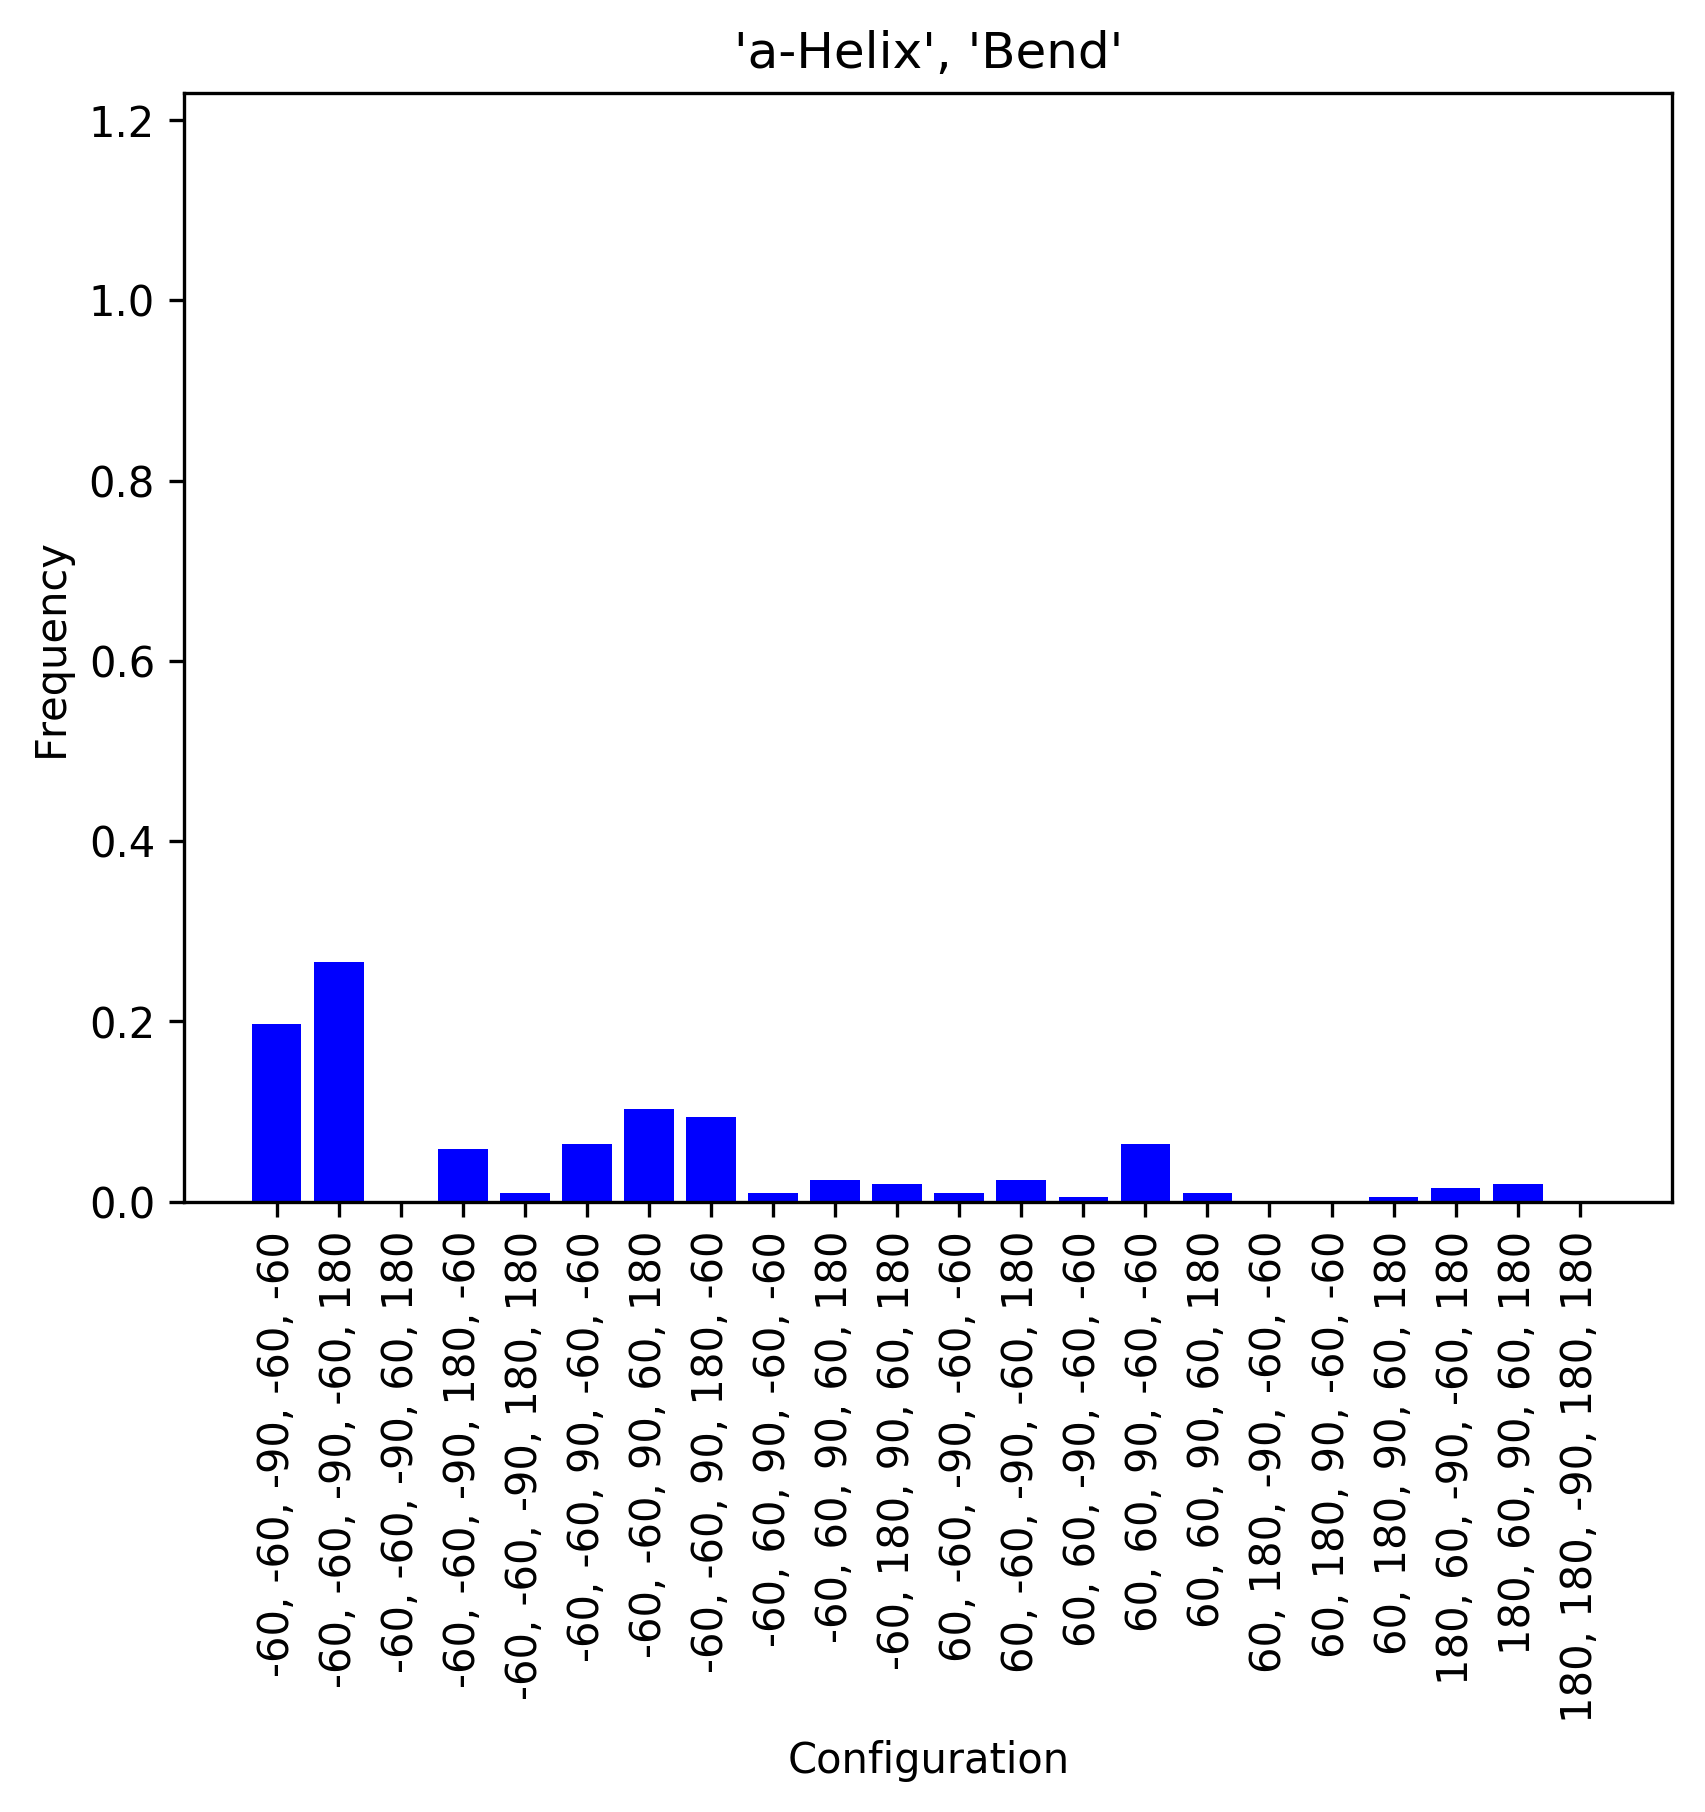 'a-Helix', 'Bend'
1.2
1.0
0.8
0.6
0.4
0.2
0.0
Frequency
-60, -60, -90, -60, -60
-60, -60, -90, -60, 180
-60, -60, -90, 60, 180
-60, -60, -90, 180, -60
-60, -60, -90, 180, 180
-60, -60, 90, -60, -60
-60, -60, 90, 60, 180
-60, -60, 90, 180, -60
-60, 60, 90, -60, -60
-60, 60, 90, 60, 180
-60, 180, 90, 60, 180
60, -60, -90, -60, -60
60, -60, -90, -60, 180
60, 60, -90, -60, -60
60, 60, 90, -60, -60
60, 60, 90, 60, 180
60, 180, -90, -60, -60
60, 180, 90, -60, -60
60, 180, 90, 60, 180
180, 60, -90, -60, 180
180, 60, 90, 60, 180
180, 180, -90, 180, 180
Configuration